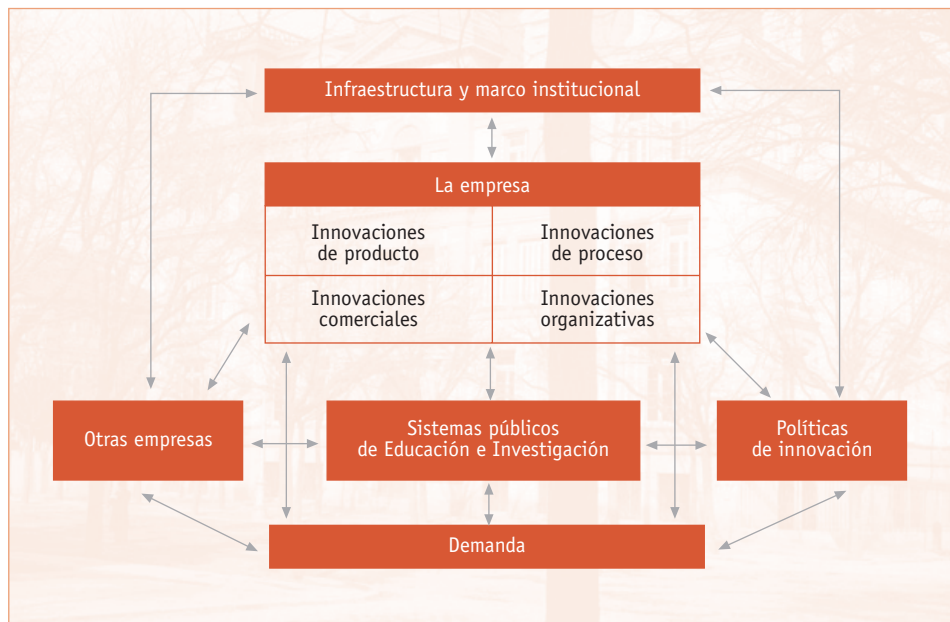 Infraestructura y marco institucional
La empresa
Innovaciones
de producto
Innovaciones
de proceso
Innovaciones
comerciales
Innovaciones
organizativas
Otras empresas
Sistemas públicos
de Educación e Investigación
Políticas
de innovación
Demanda